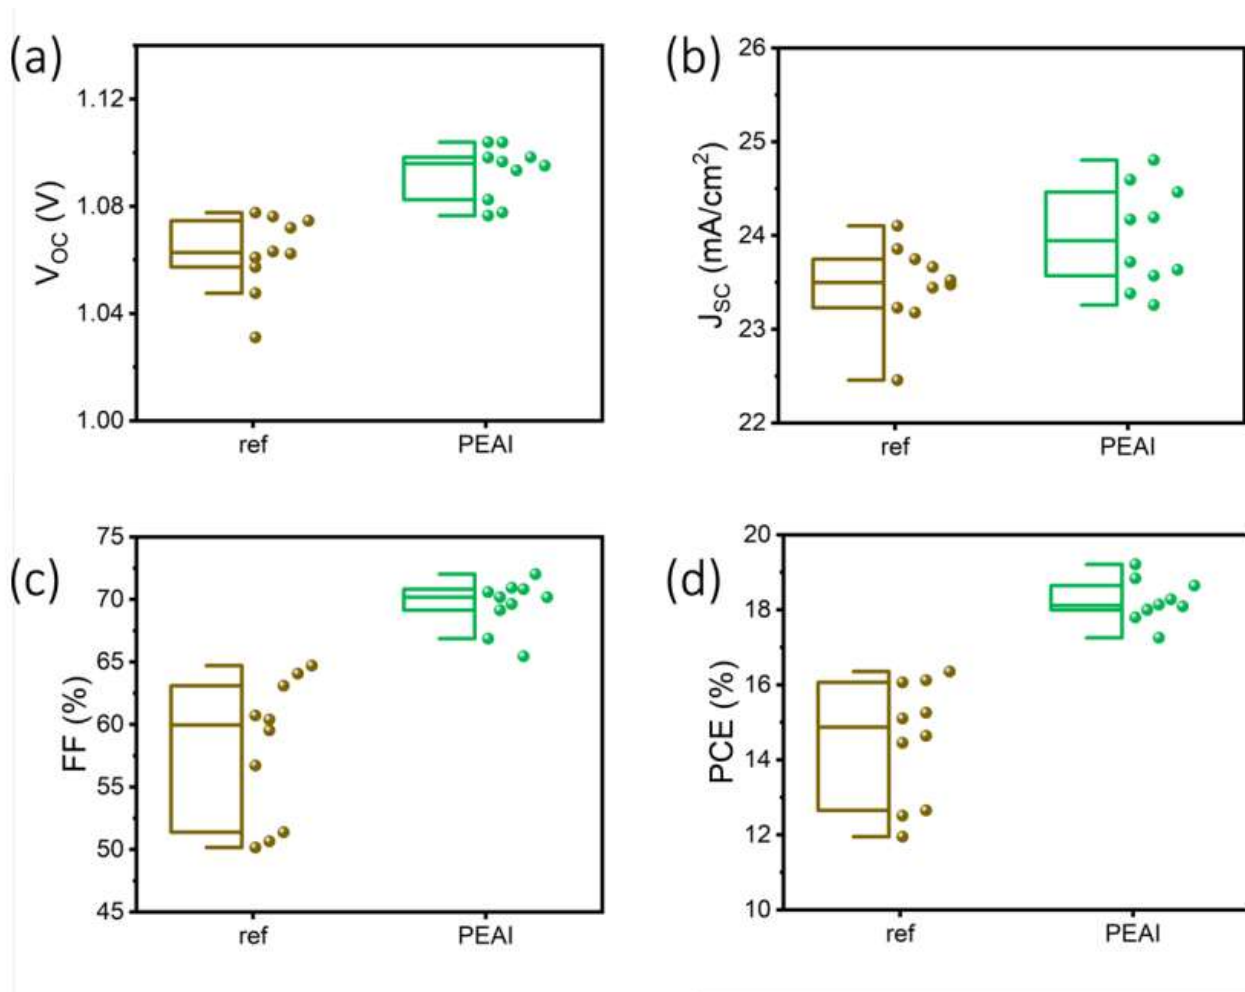 (a)
V_OC (V)
1.12
1.08
1.04
1.00
ref PEAI
(b)
J_SC (mA/cm²)
26
25
24
23
22
ref PEAI
(c)
FF (%)
75
70
65
60
55
50
45
ref PEAI
(d)
PCE (%)
20
18
16
14
12
10
ref PEAI